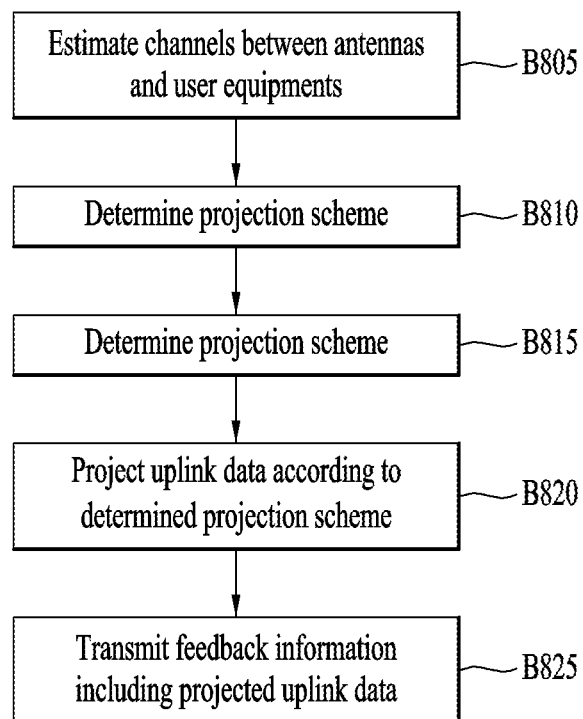 Estimate channels between antennas
and user equipments
B805
Determine projection scheme
B810
Determine projection scheme
B815
Project uplink data according to
determined projection scheme
B820
Transmit feedback information
including projected uplink data
B825